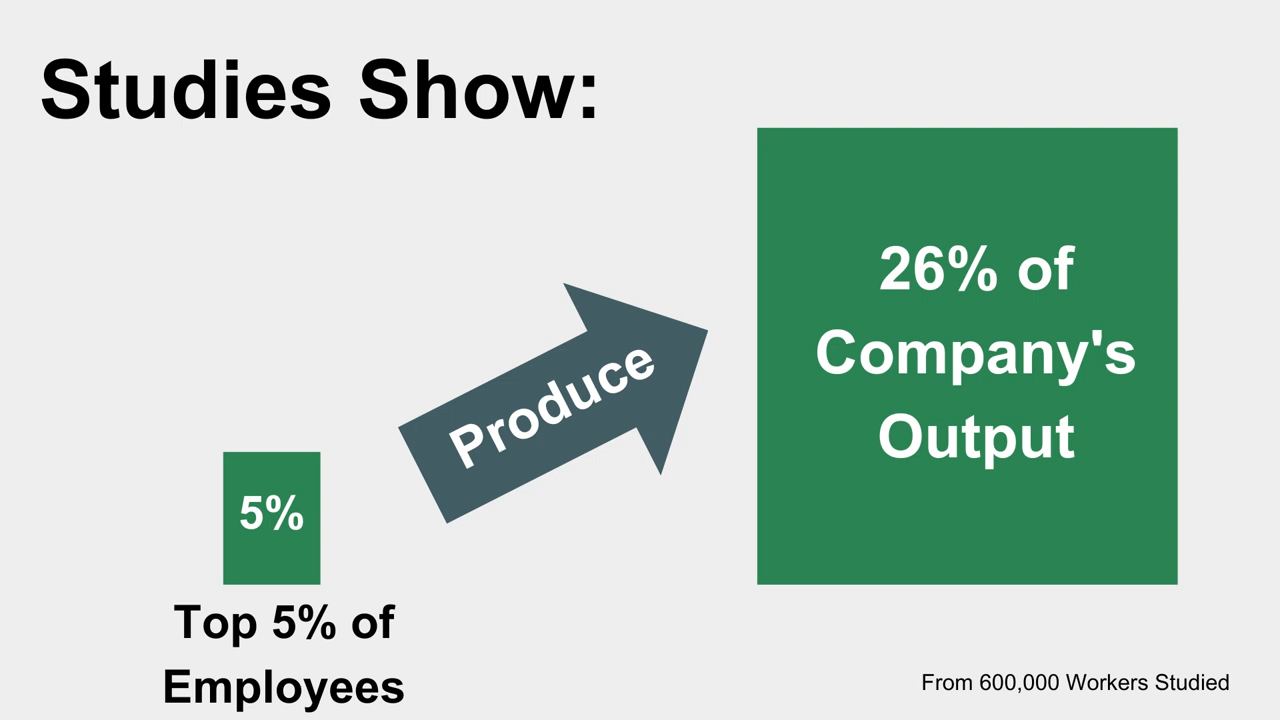 Studies Show:
26% of
Company's
Output
Produce
5%
Top 5% of
Employees
From 600,000 Workers Studied